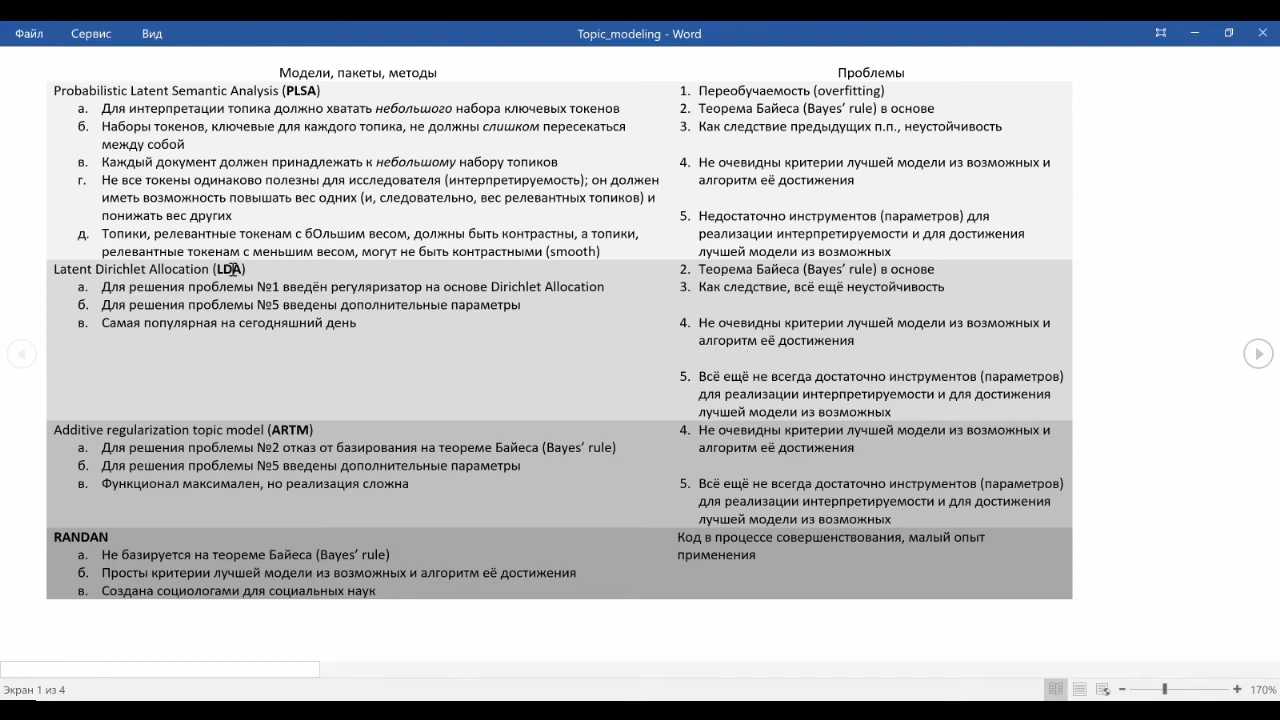 Файл Сервис Вид Topic_modeling - Word
Модели, пакеты, методы
Probabilistic Latent Semantic Analysis (PLSA)
а. Для интерпретации топика должно хватать небольшого набора ключевых токенов
б. Наборы токенов, ключевые для каждого топика, не должны слишком пересекаться
между собой
в. Каждый документ должен принадлежать к небольшому набору топиков
г. Не все токены одинаково полезны для исследователя (интерпретируемость); он должен
иметь возможность повышать вес одних (и, следовательно, вес релевантных топиков) и
понижать вес других
д. Топики, релевантные токенам с бОльшим весом, должны быть контрастны, а топики,
релевантные токенам с меньшим весом, могут не быть контрастными (smooth)
Проблемы
1. Переобучаемость (overfitting)
2. Теорема Байеса (Bayes’ rule) в основе
3. Как следствие предыдущих п.п., неустойчивость
4. Не очевидны критерии лучшей модели из возможных и
алгоритм её достижения
5. Недостаточно инструментов (параметров) для
реализации интерпретируемости и для достижения
лучшей модели из возможных
Latent Dirichlet Allocation (LDA)
а. Для решения проблемы №1 введён регуляризатор на основе Dirichlet Allocation
б. Для решения проблемы №5 введены дополнительные параметры
в. Самая популярная на сегодняшний день
2. Теорема Байеса (Bayes’ rule) в основе
3. Как следствие, всё ещё неустойчивость
4. Не очевидны критерии лучшей модели из возможных и
алгоритм её достижения
5. Всё ещё не всегда достаточно инструментов (параметров)
для реализации интерпретируемости и для достижения
лучшей модели из возможных
Additive regularization topic model (ARTM)
а. Для решения проблемы №2 отказ от базирования на теореме Байеса (Bayes’ rule)
б. Для решения проблемы №5 введены дополнительные параметры
в. Функционал максимален, но реализация сложна
4. Не очевидны критерии лучшей модели из возможных и
алгоритм её достижения
5. Всё ещё не всегда достаточно инструментов (параметров)
для реализации интерпретируемости и для достижения
лучшей модели из возможных
RANDAN
а. Не базируется на теореме Байеса (Bayes’ rule)
б. Просты критерии лучшей модели из возможных и алгоритм её достижения
в. Создана социологами для социальных наук
Код в процессе совершенствования, малый опыт
применения
Экран 1 из 4 170%